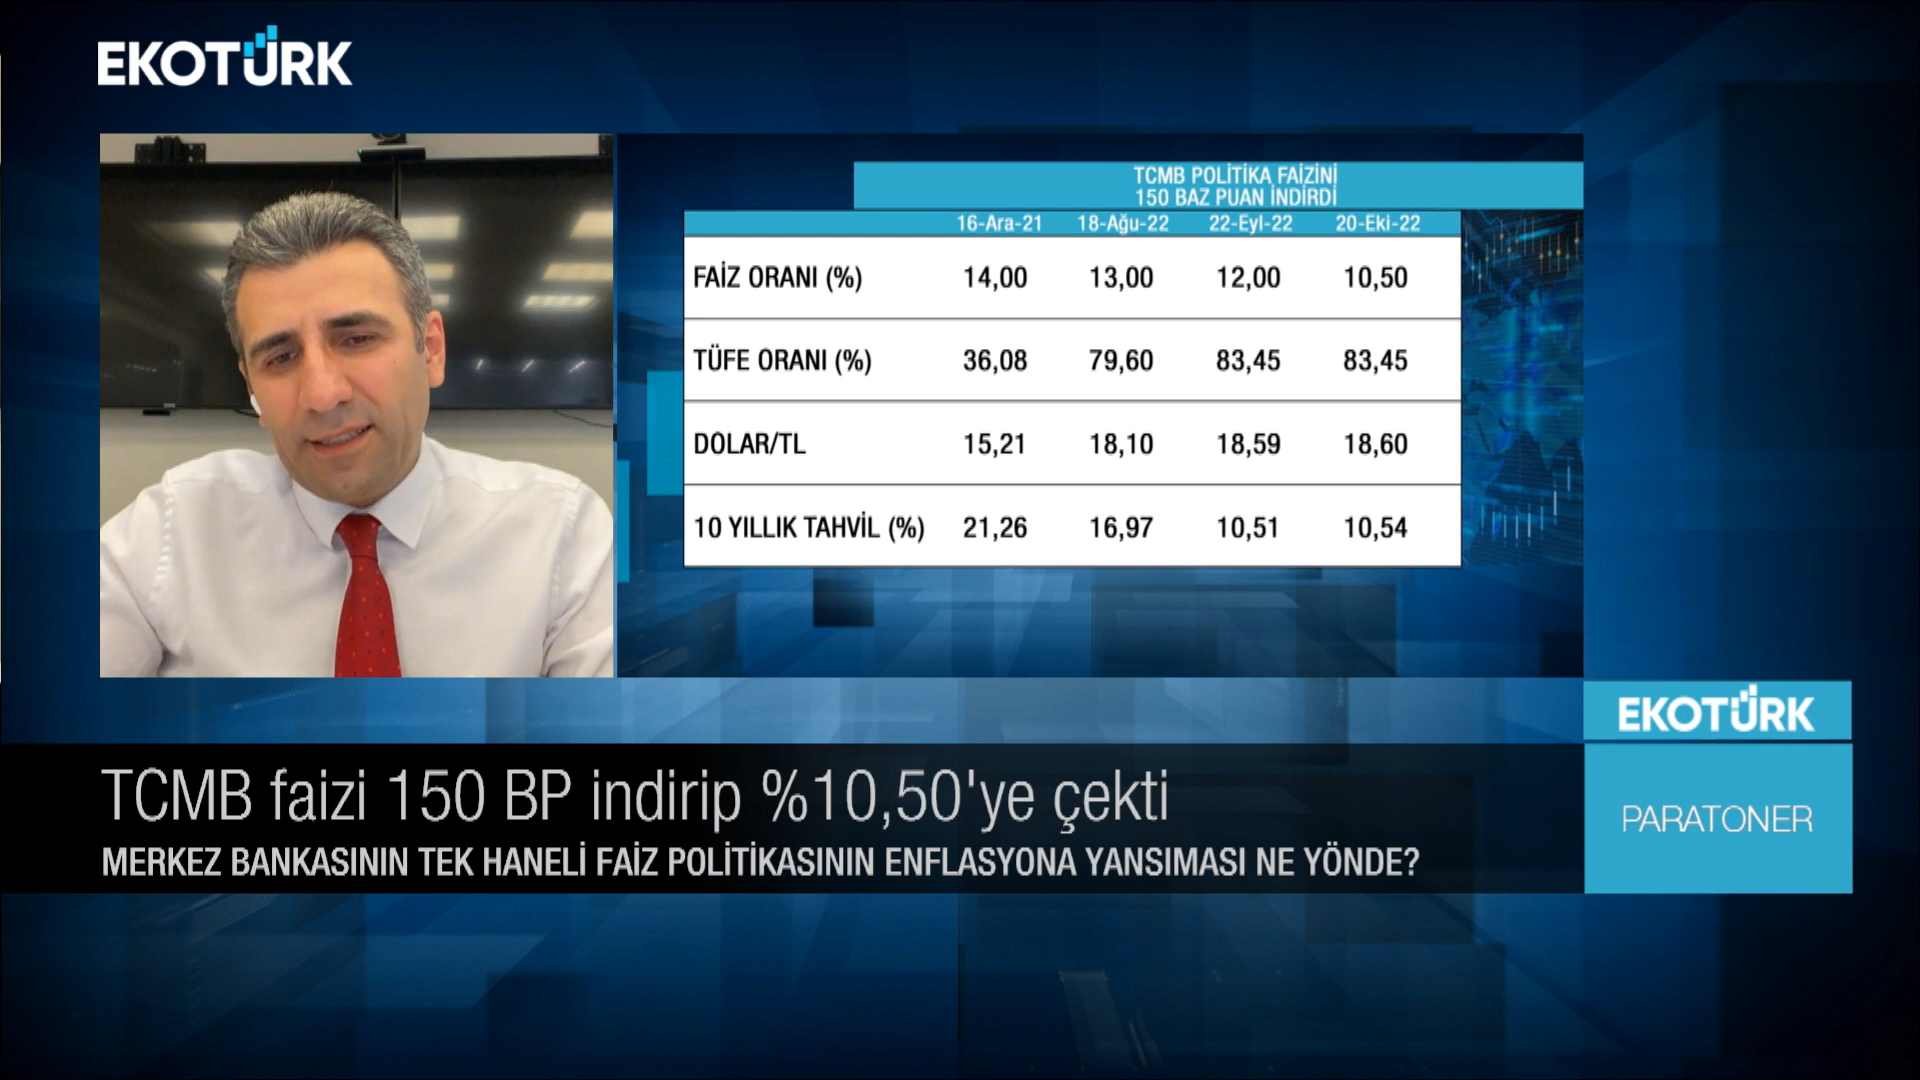 EKOTÜRK
TCMB POLİTİKA FAİZİNİ
150 BAZ PUAN İNDİRDİ
16-Ara-21 18-Ağu-22 22-Eyl-22 20-Eki-22
FAİZ ORANI (%) 14,00 13,00 12,00 10,50
TÜFE ORANI (%) 36,08 79,60 83,45 83,45
DOLAR/TL 15,21 18,10 18,59 18,60
10 YILLIK TAHVİL (%) 21,26 16,97 10,51 10,54
EKOTÜRK
PARATONER
TCMB faizi 150 BP indirip %10,50'ye çekti
MERKEZ BANKASININ TEK HANELİ FAİZ POLİTİKASININ ENFLASYONA YANSIMASI NE YÖNDE?